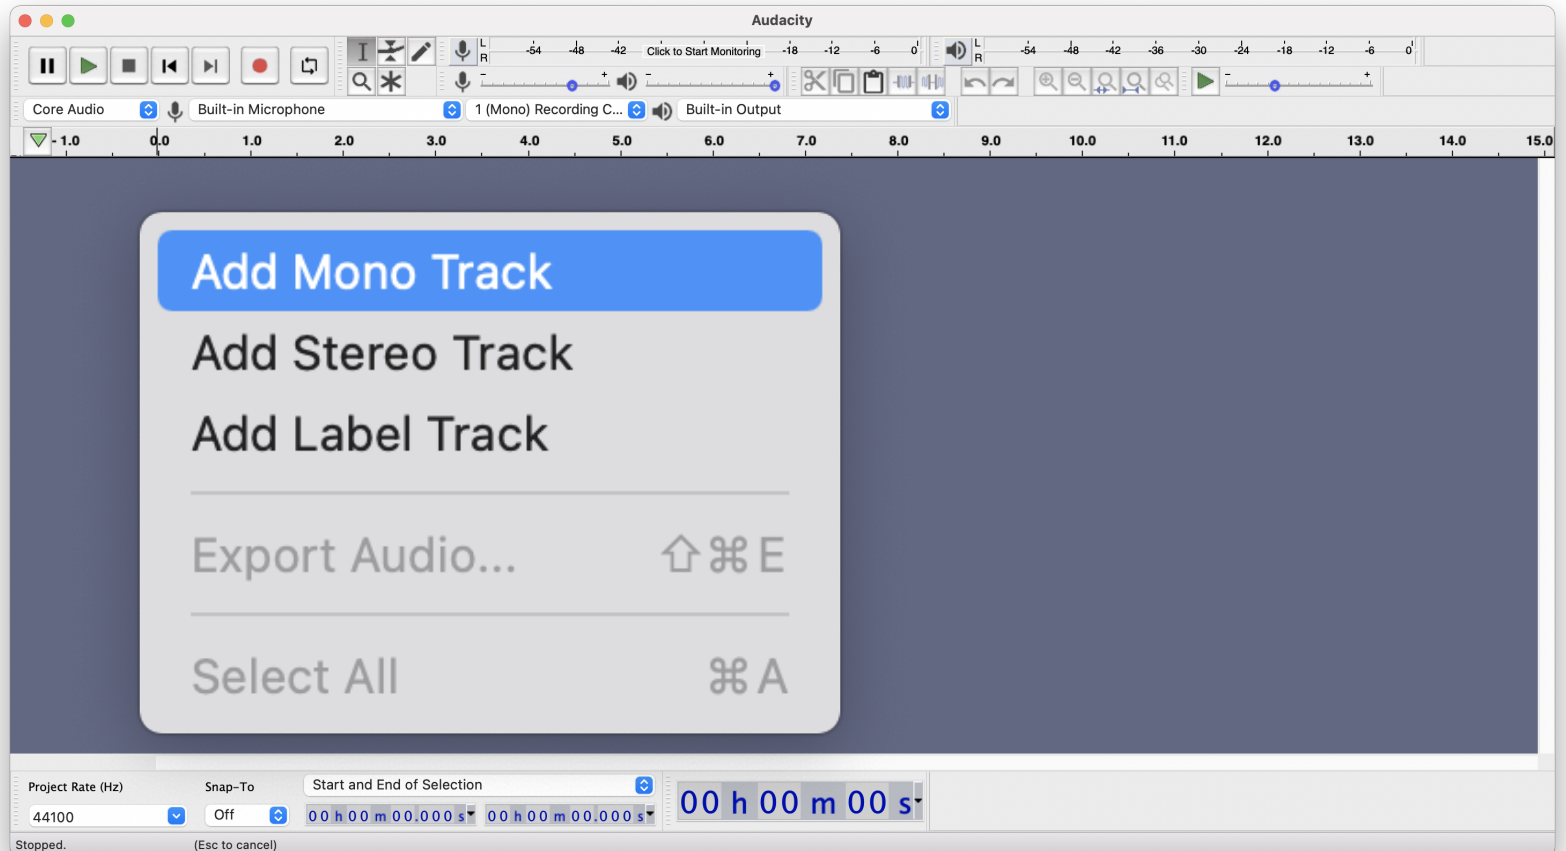 Audacity
L
R
-54 -48 -42 Click to Start Monitoring -18 -12 -6 0
L
R
-54 -48 -42 -36 -30 -24 -18 -12 -6 0
- + - + - +
Core Audio Built-in Microphone 1 (Mono) Recording C... Built-in Output
- 1.0 0.0 1.0 2.0 3.0 4.0 5.0 6.0 7.0 8.0 9.0 10.0 11.0 12.0 13.0 14.0 15.0
Add Mono Track
Add Stereo Track
Add Label Track
Export Audio... ⇧⌘E
Select All ⌘A
Project Rate (Hz) Snap-To Start and End of Selection
44100 Off 00 h 00 m 00.000 s 00 h 00 m 00.000 s
00 h 00 m 00 s
Stopped. (Esc to cancel)